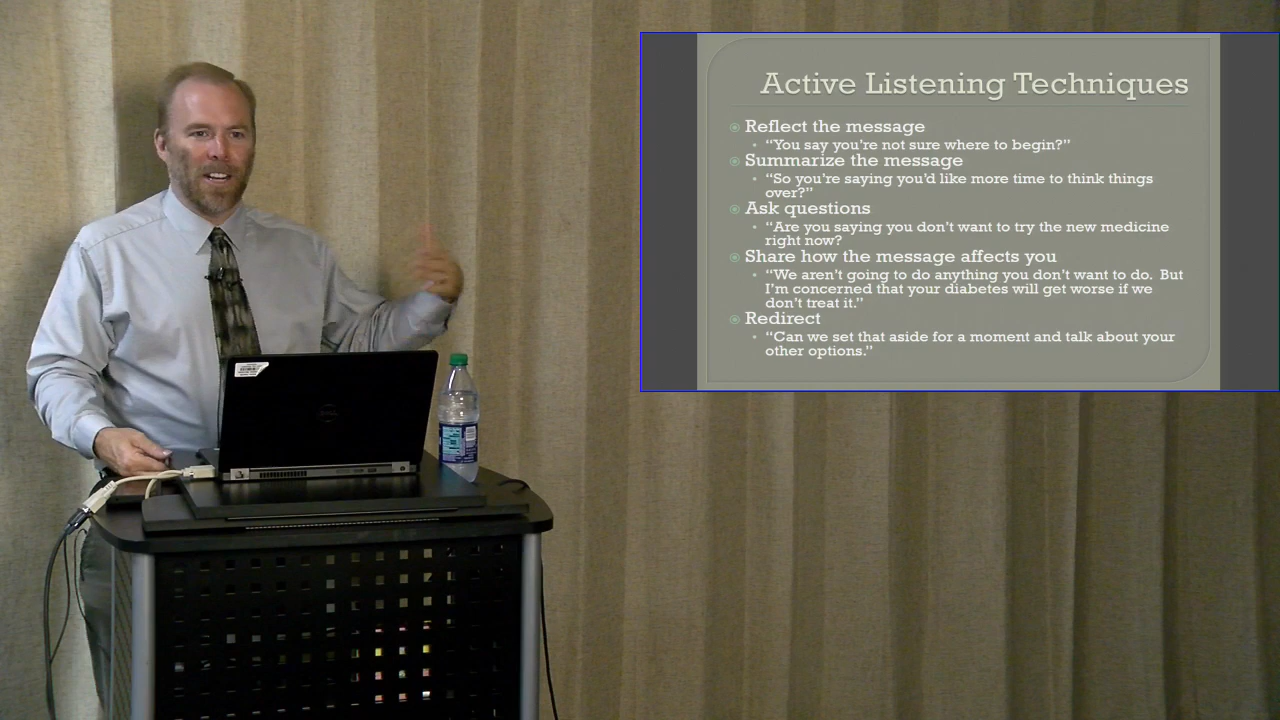 Active Listening Techniques
Reflect the message
“You say you’re not sure where to begin?”
Summarize the message
“So you’re saying you’d like more time to think things
over?”
Ask questions
“Are you saying you don’t want to try the new medicine
right now?
Share how the message affects you
“We aren’t going to do anything you don’t want to do.  But
I’m concerned that your diabetes will get worse if we
don’t treat it.”
Redirect
“Can we set that aside for a moment and talk about your
other options.”